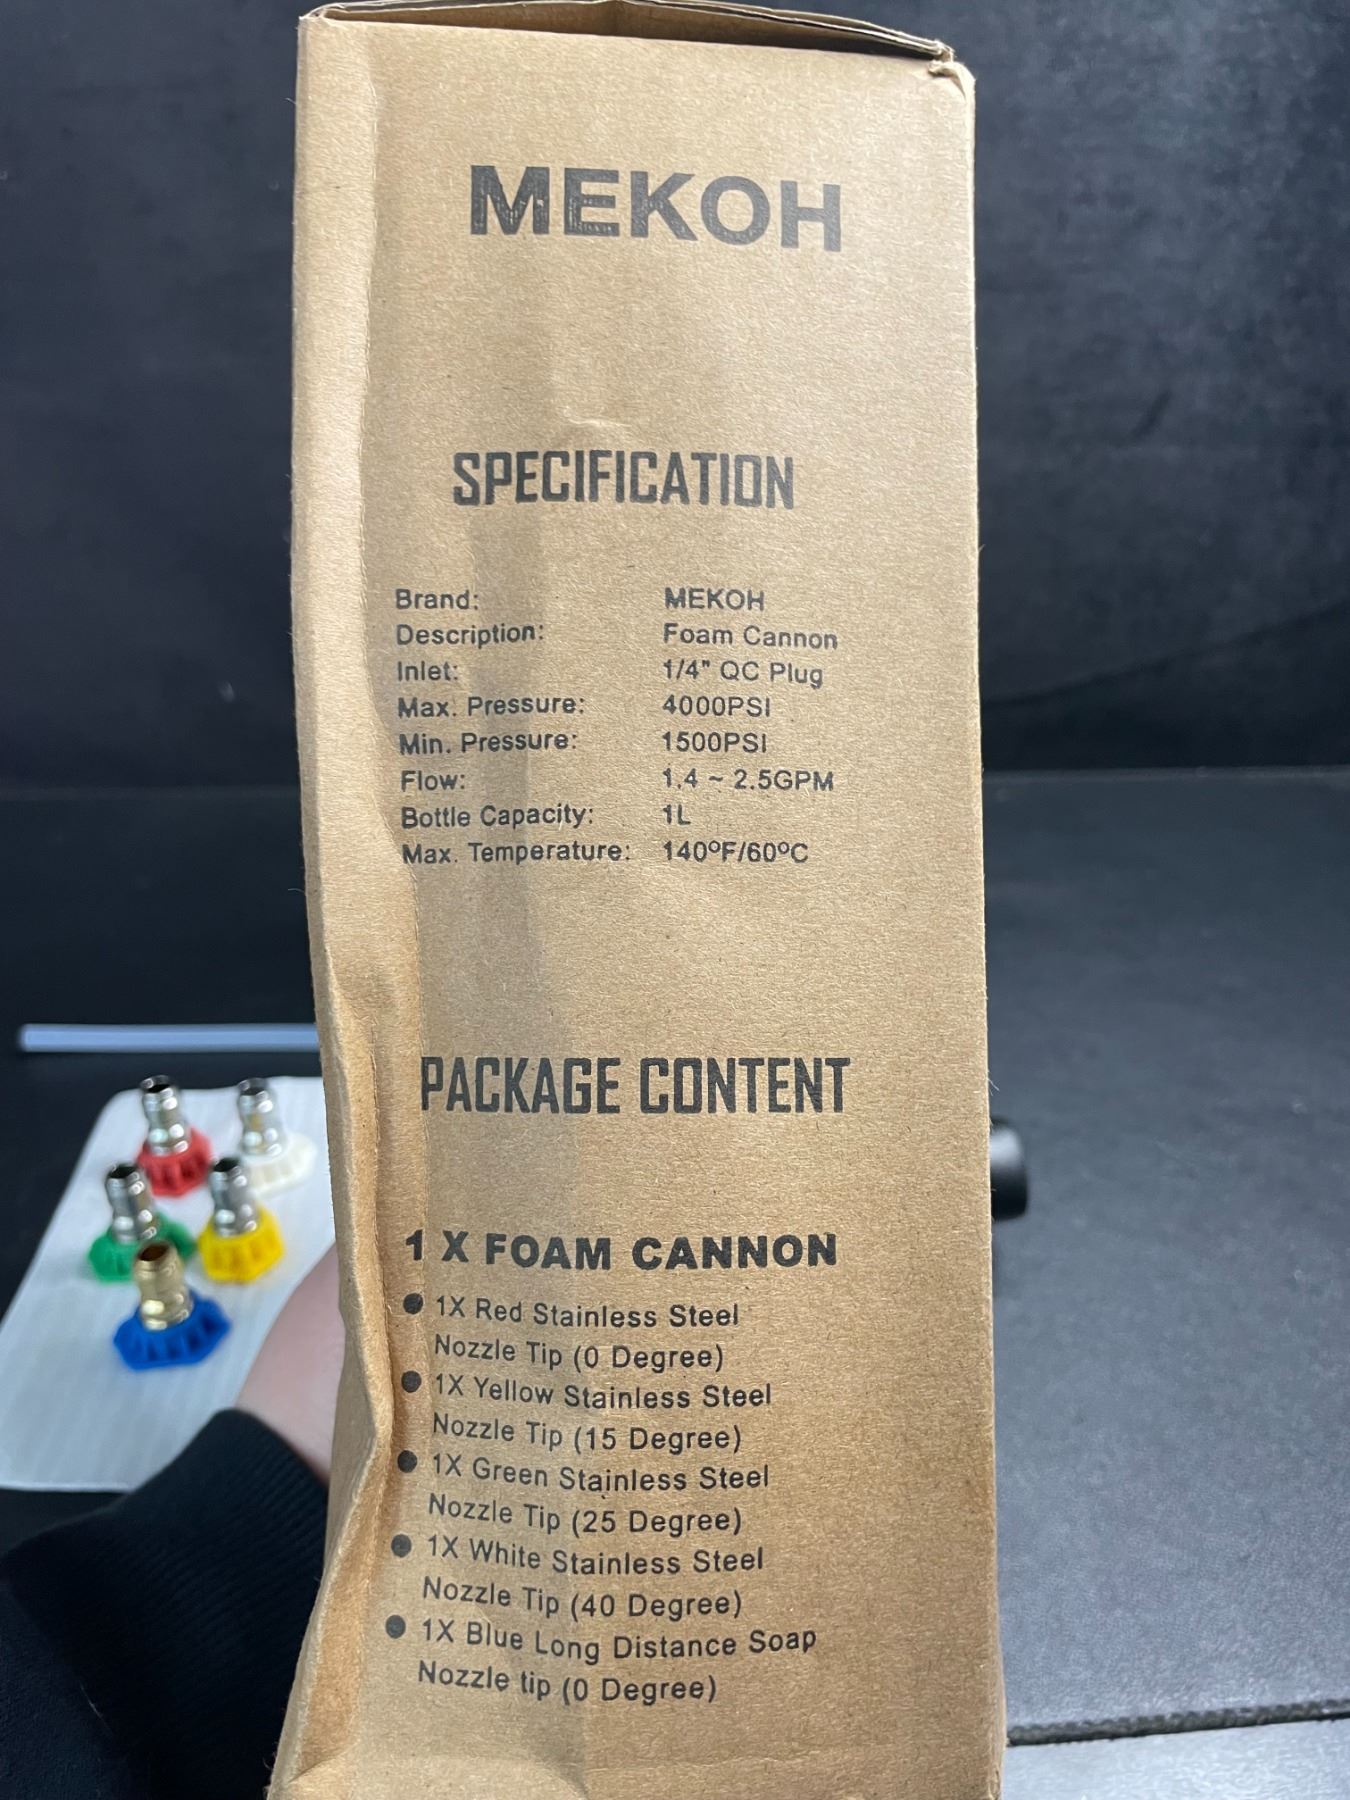 MEKOH
SPECIFICATION
Brand: MEKOH
Description: Foam Cannon
Inlet: 1/4" QC Plug
Max. Pressure: 4000PSI
Min. Pressure: 1500PSI
Flow: 1.4 ~ 2.5GPM
Bottle Capacity: 1L
Max. Temperature: 140ºF/60ºC
PACKAGE CONTENT
1 X FOAM CANNON
● 1X Red Stainless Steel
Nozzle Tip (0 Degree)
● 1X Yellow Stainless Steel
Nozzle Tip (15 Degree)
● 1X Green Stainless Steel
Nozzle Tip (25 Degree)
● 1X White Stainless Steel
Nozzle Tip (40 Degree)
● 1X Blue Long Distance Soap
Nozzle tip (0 Degree)